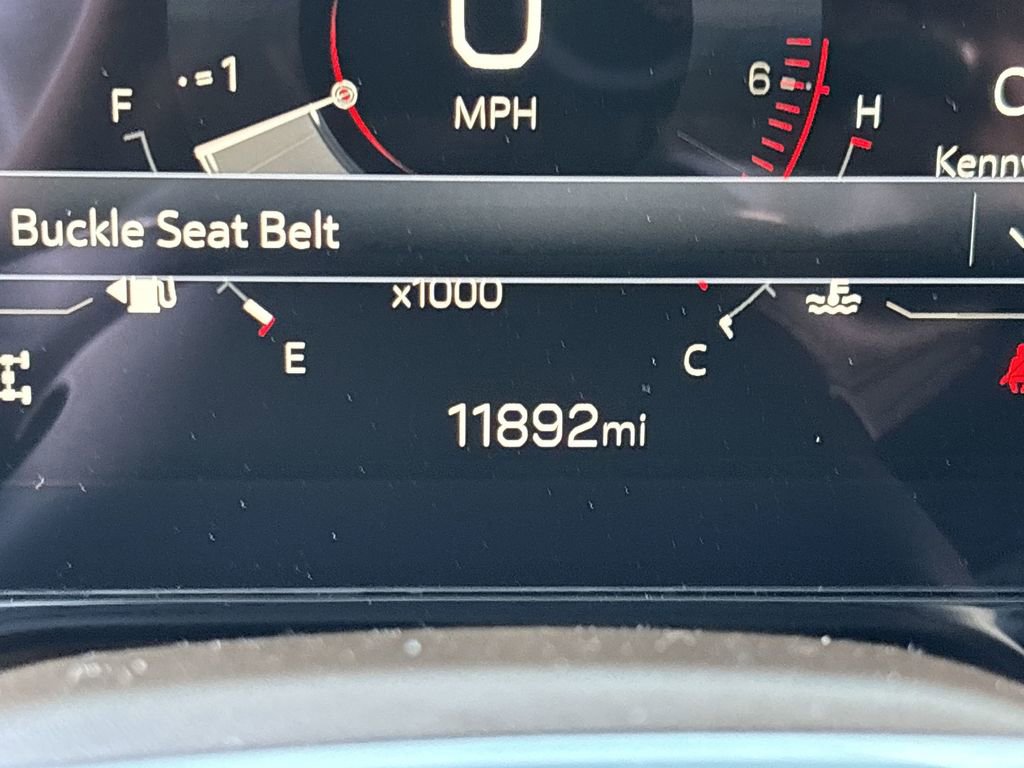 0
·=1
6
F
MPH
H
Buckle Seat Belt
x1000
E
C
11892mi